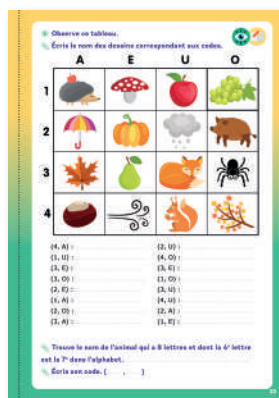 Observe ce tableau.
Écris le nom des dessins correspondant aux codes.
A E U O
1
2
3
4
(4, A) : (2, U) :
(1, U) : (4, O) :
(3, E) : (3, E) :
(3, O) : (1, O) :
(2, E) : (3, U) :
(1, A) : (4, U) :
(2, O) : (2, A) :
(3, A) : (1, E) :
Trouve le nom de l'animal qui a 8 lettres et dont la 6e lettre
est la 7e dans l'alphabet.
Écris son code. ( , )